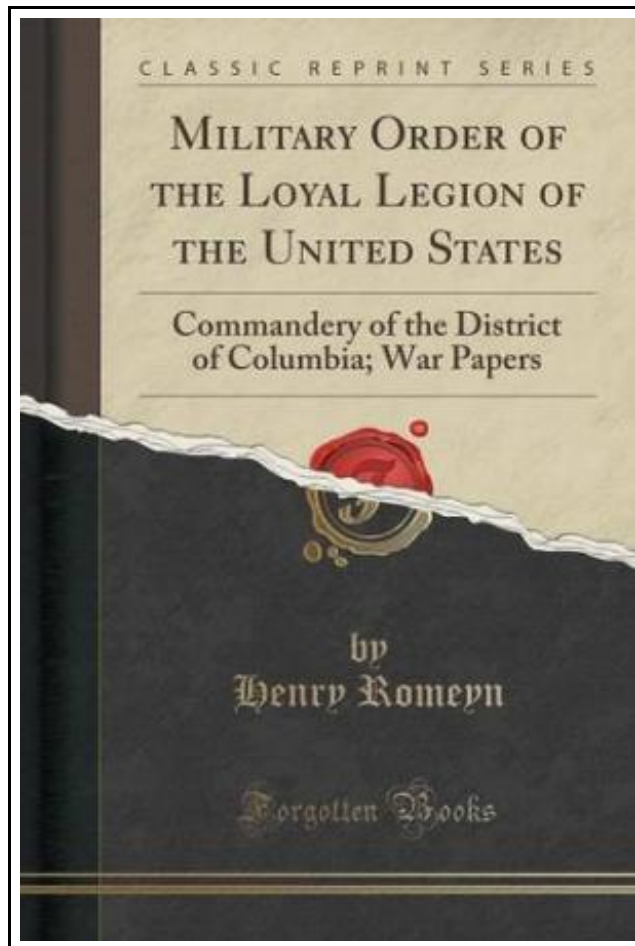 CLASSIC REPRINT SERIES
MILITARY ORDER OF
THE LOYAL LEGION OF
THE UNITED STATES
Commandery of the District
of Columbia; War Papers
F
by
Henry Romeyn
Forgotten Books